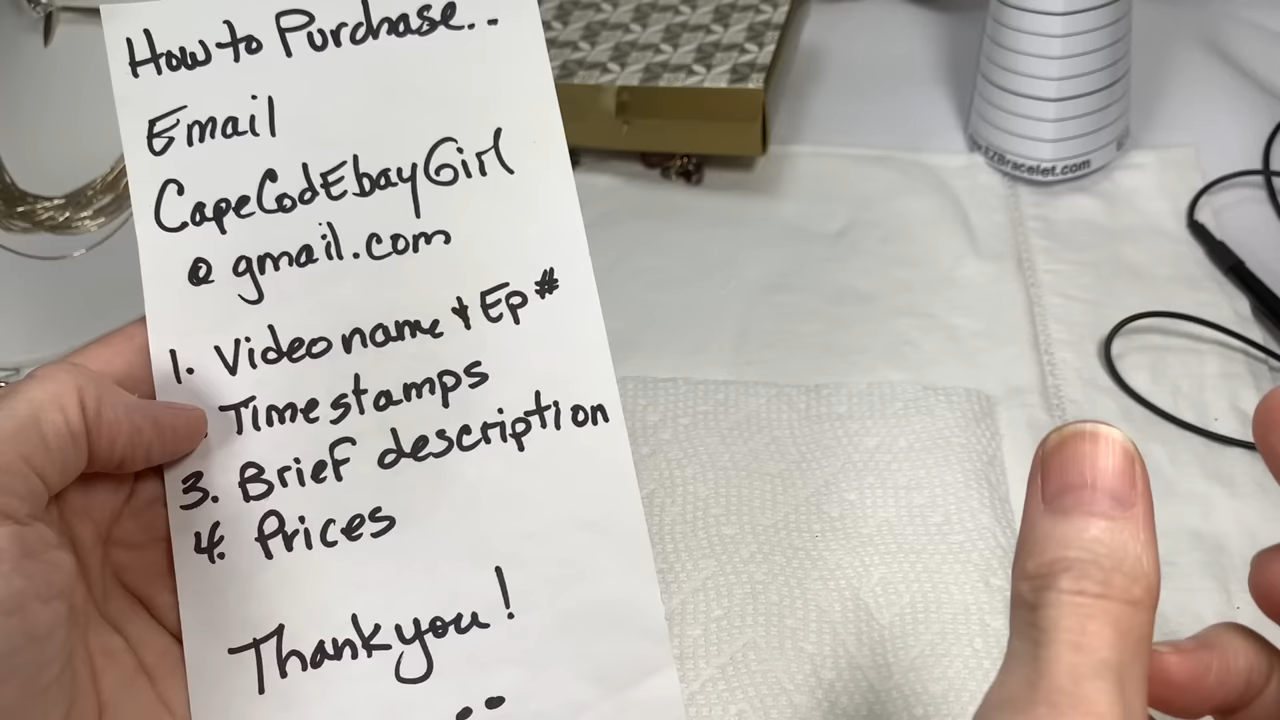 How to Purchase..
Email
CapeCodEbayGirl
@ gmail.com
1. Video name & Ep #
Timestamps
3. Brief description
4. Prices
Thank you!
EZBracelet.com